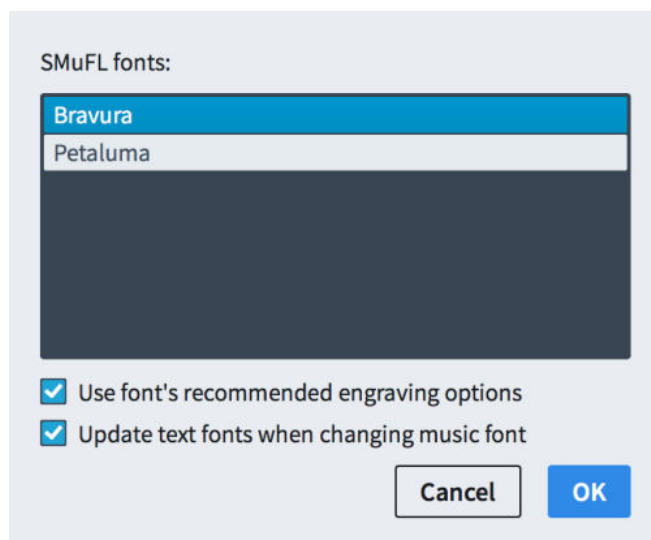 SMuFL fonts:
Bravura
Petaluma
Use font's recommended engraving options
Update text fonts when changing music font
Cancel OK